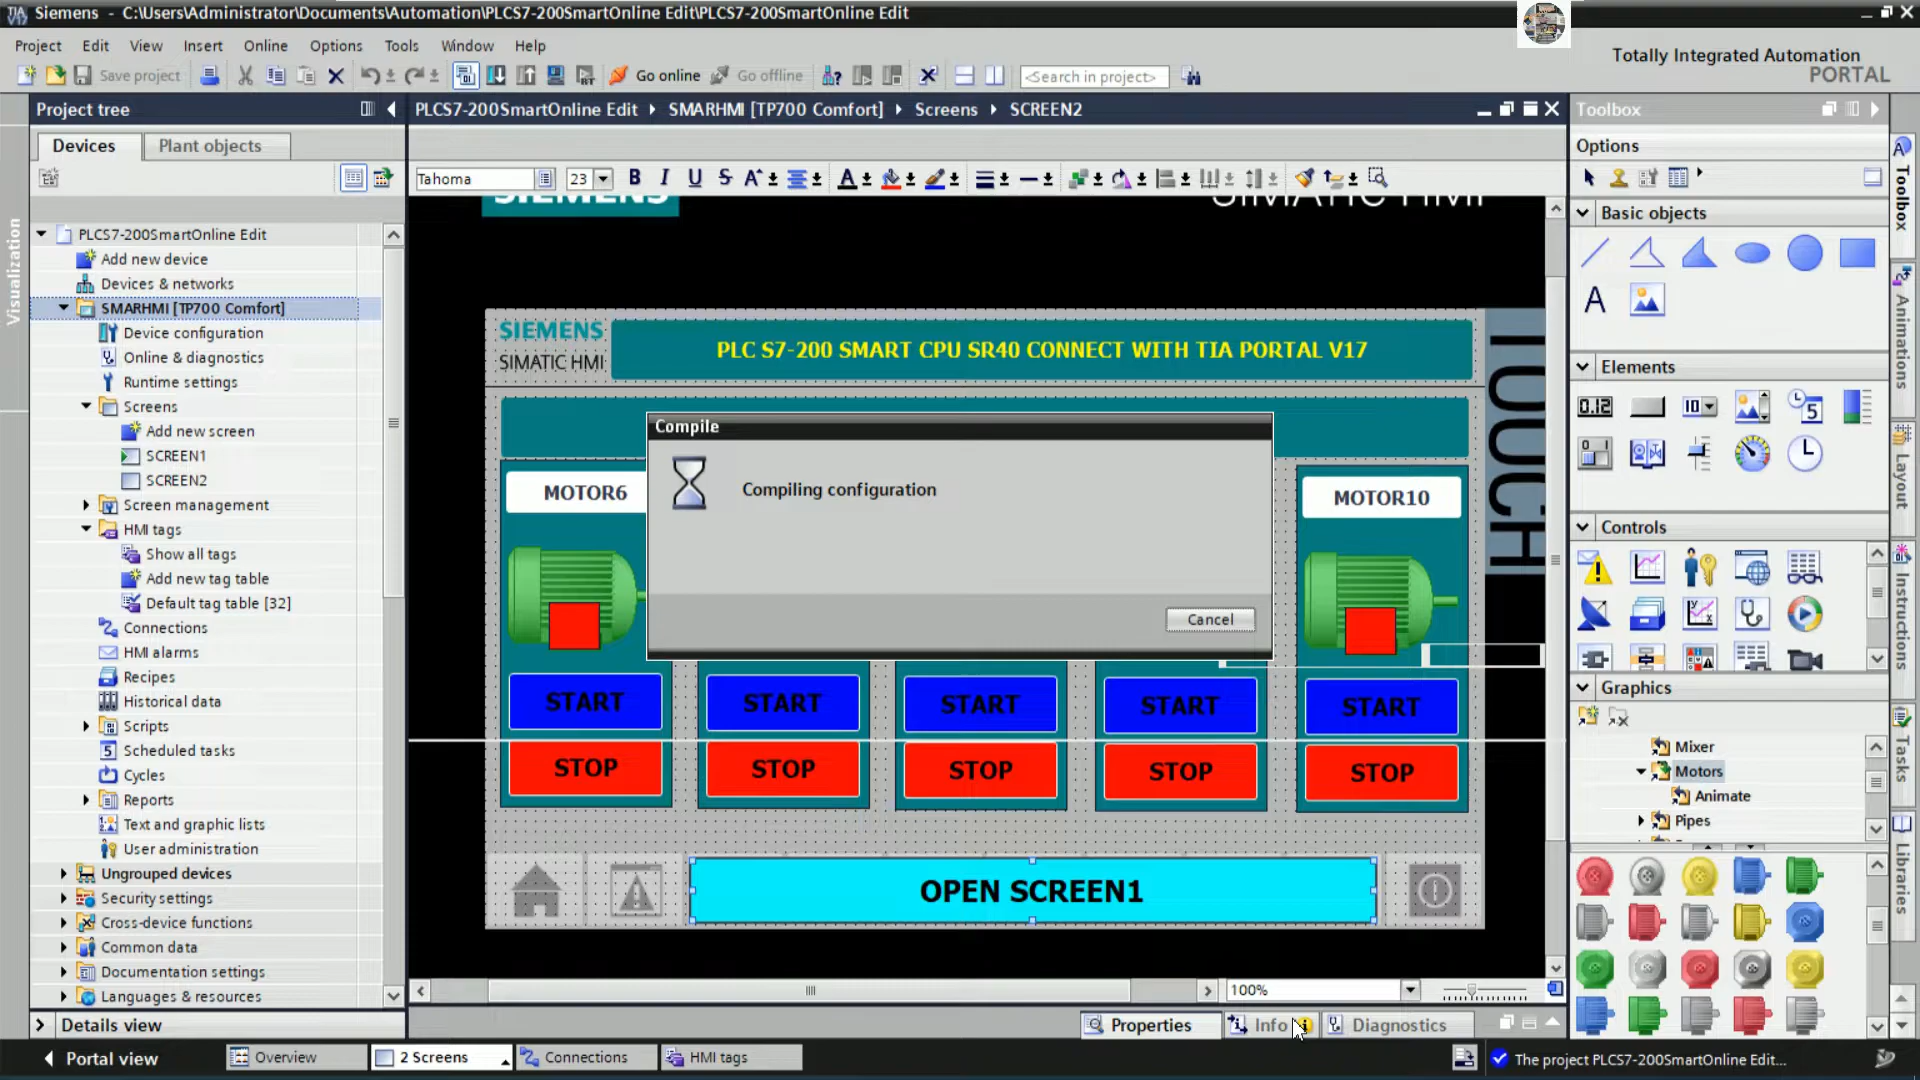 Siemens - C:\Users\Administrator\Documents\Automation\PLCS7-200SmartOnline Edit\PLCS7-200SmartOnline Edit
Project Edit View Insert Online Options Tools Window Help
Totally Integrated Automation
PORTAL
Save project
Go online
Go offline
<Search in project>
Project tree
PLCS7-200SmartOnline Edit
SMARHMI [TP700 Comfort]
Screens
SCREEN2
Toolbox
Devices
Plant objects
Options
Tahoma
23
B I U S A A
Visualization
PLCS7-200SmartOnline Edit
Add new device
Devices & networks
SMARHMI [TP700 Comfort]
Device configuration
Online & diagnostics
Runtime settings
Screens
Add new screen
SCREEN1
SCREEN2
Screen management
HMI tags
Show all tags
Add new tag table
Default tag table [32]
Connections
HMI alarms
Recipes
Historical data
Scripts
Scheduled tasks
Cycles
Reports
Text and graphic lists
User administration
Ungrouped devices
Security settings
Cross-device functions
Common data
Documentation settings
Languages & resources
Details view
SIEMENS
SIMATIC HMI
SIEMENS
SIMATIC HMI
PLC S7-200 SMART CPU SR40 CONNECT WITH TIA PORTAL V17
TOUCH
Compile
Compiling configuration
Cancel
MOTOR6
MOTOR10
START START START START START
STOP STOP STOP STOP STOP
OPEN SCREEN1
100%
Properties
Info
Diagnostics
Basic objects
A
Elements
0.12
10
5
Controls
Graphics
Mixer
Motors
Animate
Pipes
Toolbox
Animations
Layout
Instructions
Tasks
Libraries
Portal view
Overview
2 Screens
Connections
HMI tags
The project PLCS7-200SmartOnline Edit...